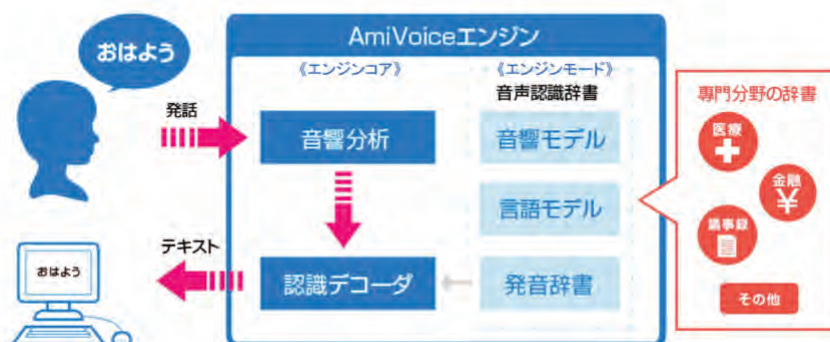 おはよう
発話
テキスト
おはよう
AmiVoiceエンジン
《エンジンコア》
音響分析
認識デコーダ
《エンジンモード》
音声認識辞書
音響モデル
言語モデル
発音辞書
専門分野の辞書
医療
金融
¥
議事録
その他